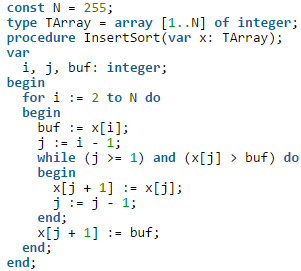 const N = 255;
type TArray = array [1..N] of integer;
procedure InsertSort(var x: TArray);
var
  i, j, buf: integer;
begin
  for i := 2 to N do
  begin
    buf := x[i];
    j := i - 1;
    while (j >= 1) and (x[j] > buf) do
    begin
      x[j + 1] := x[j];
      j := j - 1;
    end;
    x[j + 1] := buf;
  end;
end;